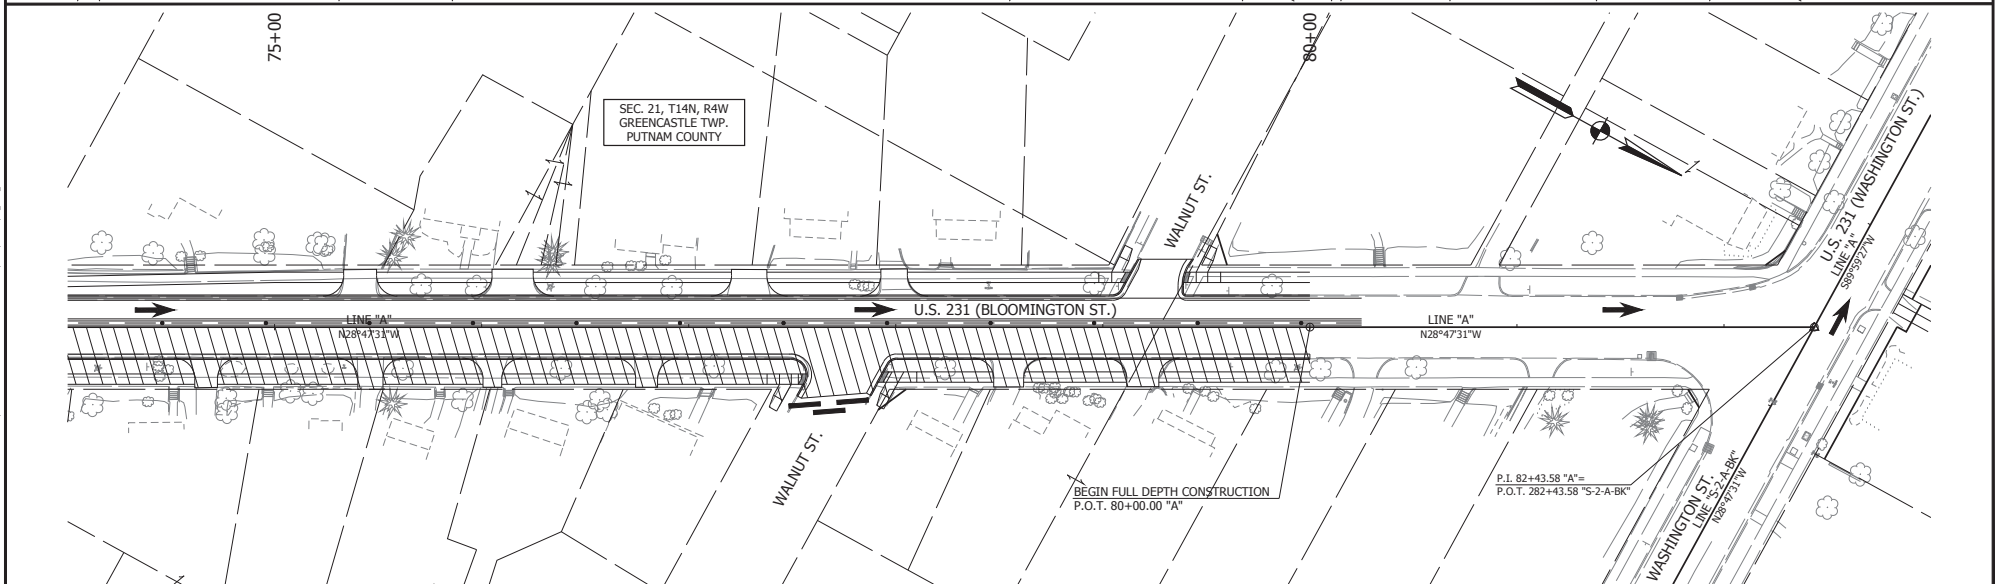 75+00
80+00
SEC. 21, T14N, R4W
GREENCASTLE TWP.
PUTNAM COUNTY
WALNUT ST.
U.S. 231 (WASHINGTON ST.)
LINE "A"
S89°59'27"W
U.S. 231 (BLOOMINGTON ST.)
LINE "A"
N28°47'31"W
LINE "A"
N28°47'31"W
WALNUT ST.
BEGIN FULL DEPTH CONSTRUCTION
P.O.T. 80+00.00 "A"
P.I. 82+43.58 "A"=
P.O.T. 282+43.58 "S-2-A-BK"
WASHINGTON ST.
LINE "S-2-A-BK"
N28°47'31"W